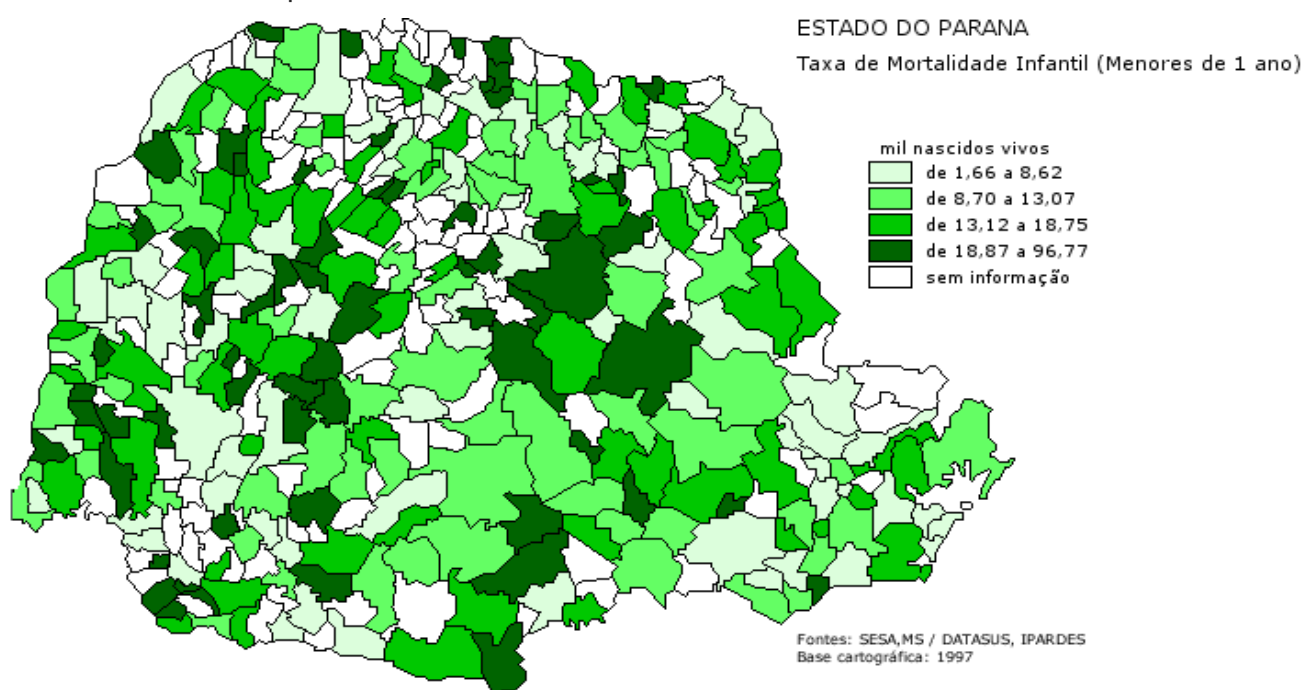 ESTADO DO PARANA
Taxa de Mortalidade Infantil (Menores de 1 ano)
mil nascidos vivos
de 1,66 a 8,62
de 8,70 a 13,07
de 13,12 a 18,75
de 18,87 a 96,77
sem informação
Fontes: SESA,MS / DATASUS, IPARDES
Base cartográfica: 1997